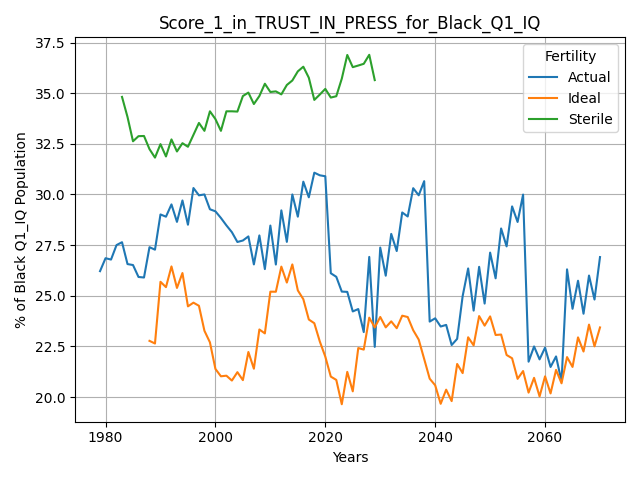 Score_1_in_TRUST_IN_PRESS_for_Black_Q1_IQ
37.5
35.0
32.5
30.0
27.5
25.0
22.5
20.0
% of Black Q1_IQ Population
Fertility
Actual
Ideal
Sterile
1980 2000 2020 2040 2060
Years